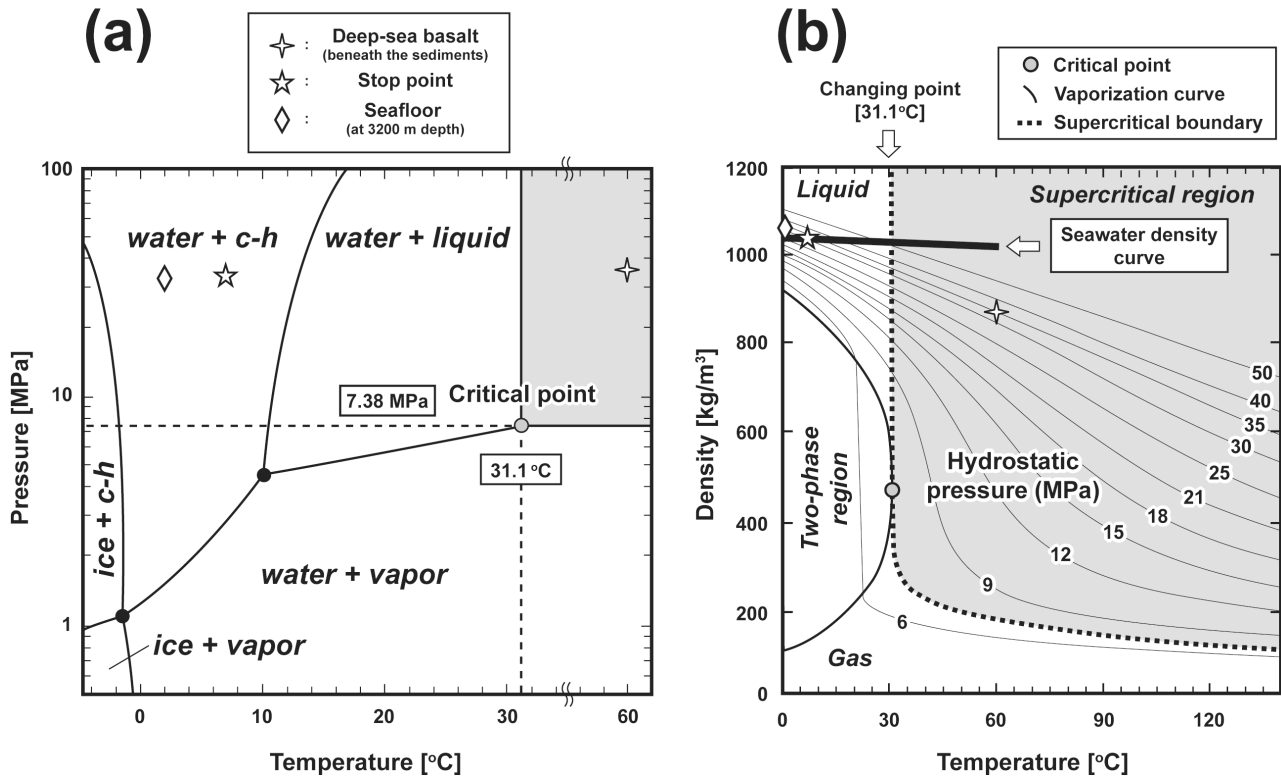 (a)
: Deep-sea basalt
(beneath the sediments)
: Stop point
: Seafloor
(at 3200 m depth)
100
10
1
Pressure [MPa]
water + c-h
water + liquid
7.38 MPa
Critical point
31.1 °C
ice + c-h
water + vapor
ice + vapor
0
10
20
30
60
Temperature [°C]
(b)
Critical point
Vaporization curve
Supercritical boundary
Changing point
[31.1°C]
1200
1000
800
600
400
200
0
Density [kg/m³]
Liquid
Supercritical region
Seawater density
curve
Two-phase
region
Hydrostatic
pressure (MPa)
50
40
35
30
25
21
18
15
12
9
6
Gas
0
30
60
90
120
Temperature [°C]